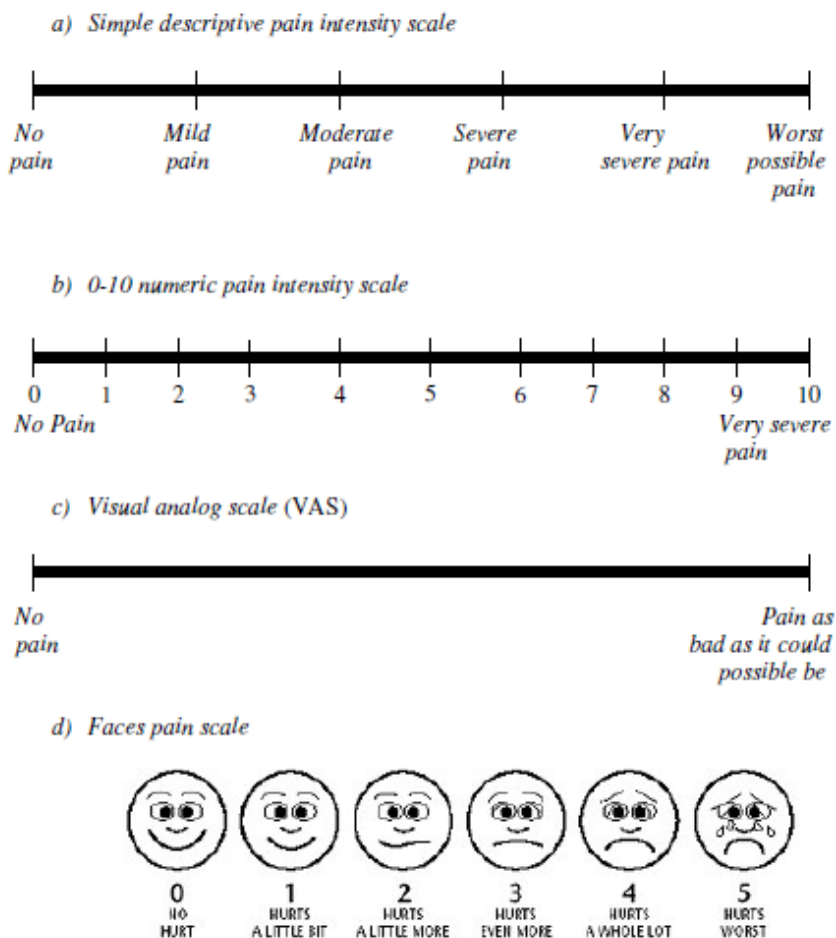 a) Simple descriptive pain intensity scale
No Mild Moderate Severe Very Worst
pain pain pain pain severe pain possible
pain
b) 0-10 numeric pain intensity scale
0 1 2 3 4 5 6 7 8 9 10
No Pain Very severe
pain
c) Visual analog scale (VAS)
No Pain as
pain bad as it could
possible be
d) Faces pain scale
0 1 2 3 4 5
NO HURTS HURTS HURTS HURTS HURTS
HURT A LITTLE BIT A LITTLE MORE EVEN MORE A WHOLE LOT WORST